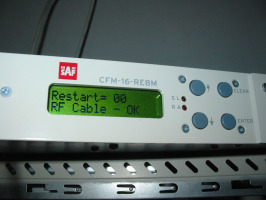 CFM-16-REBM
Restart= 00
RF Cable - OK
S L
R A
CLEAR
ENTER